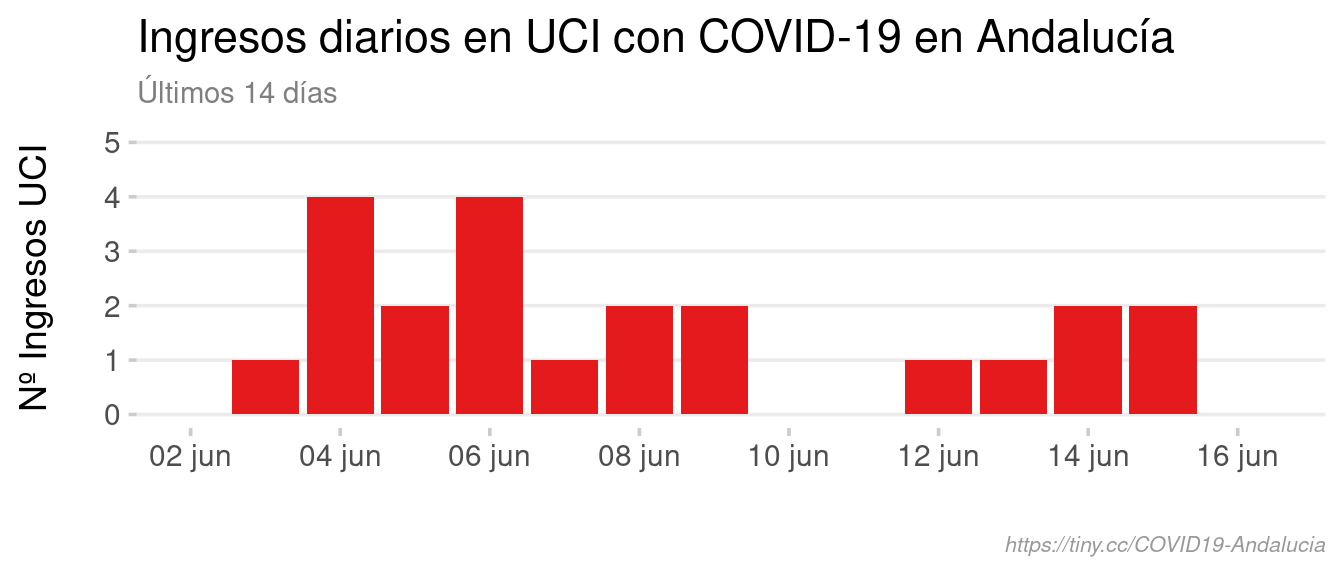 Ingresos diarios en UCI con COVID-19 en Andalucía
Últimos 14 días
Nº Ingresos UCI
5
4
3
2
1
0
02 jun 04 jun 06 jun 08 jun 10 jun 12 jun 14 jun 16 jun
https://tiny.cc/COVID19-Andalucia